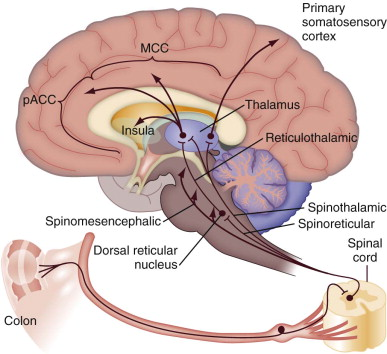 Primary
somatosensory
cortex
MCC
pACC
Thalamus
Insula
Reticulothalamic
Spinomesencephalic
Spinothalamic
Spinoreticular
Dorsal reticular
nucleus
Spinal
cord
Colon